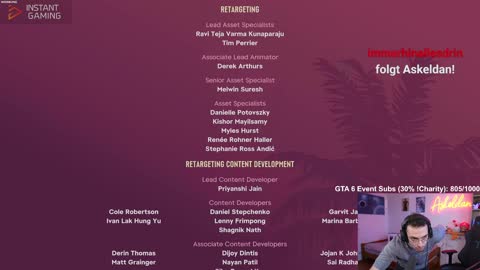 WERBUNG
INSTANT
GAMING
RETARGETING
Lead Asset Specialists
Ravi Teja Varma Kunaparaju
Tim Perrier
Associate Lead Animator
Derek Arthurs
Senior Asset Specialist
Melwin Suresh
Asset Specialists
Danielle Potovszky
Kishor Mayilsamy
Myles Hurst
Renée Rohner Haller
Stephanie Ross Andić
folgt Askeldan!
RETARGETING CONTENT DEVELOPMENT
Lead Content Developer
Priyanshi Jain
GTA 6 Event Subs (30% !Charity): 805/1000
Content Developers
Cole Robertson Daniel Stepchenko Garvit
Ivan Lak Hung Yu Lenny Frimpong Marina
Shagnik Nath
Askeldan
Associate Content Developers
Derin Thomas Dijoy Dintis Jojan K
Matt Grainger Nayan Patil Sai